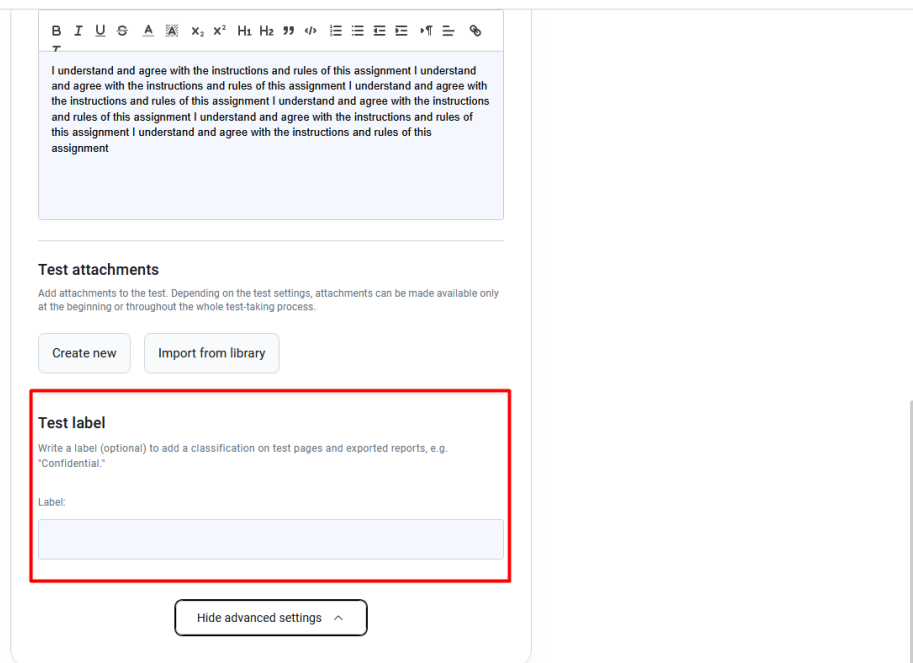 B I U S A A X₂ X² H₁ H₂ ” </> ¶
T
I understand and agree with the instructions and rules of this assignment I understand
and agree with the instructions and rules of this assignment I understand and agree with
the instructions and rules of this assignment I understand and agree with the instructions
and rules of this assignment I understand and agree with the instructions and rules of
this assignment I understand and agree with the instructions and rules of this
assignment
Test attachments
Add attachments to the test. Depending on the test settings, attachments can be made available only
at the beginning or throughout the whole test-taking process.
Create new Import from library
Test label
Write a label (optional) to add a classification on test pages and exported reports, e.g.
"Confidential."
Label:
Hide advanced settings